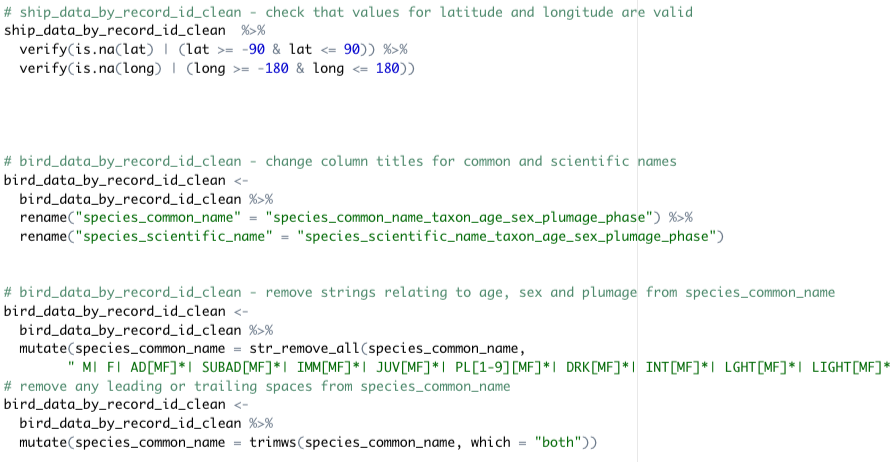 # ship_data_by_record_id_clean - check that values for latitude and longitude are valid
ship_data_by_record_id_clean  %>%
  verify(is.na(lat) | (lat >= -90 & lat <= 90)) %>%
  verify(is.na(long) | (long >= -180 & long <= 180))
# bird_data_by_record_id_clean - change column titles for common and scientific names
bird_data_by_record_id_clean <-
  bird_data_by_record_id_clean %>%
  rename("species_common_name" = "species_common_name_taxon_age_sex_plumage_phase") %>%
  rename("species_scientific_name" = "species_scientific_name_taxon_age_sex_plumage_phase")
# bird_data_by_record_id_clean - remove strings relating to age, sex and plumage from species_common_name
bird_data_by_record_id_clean <-
  bird_data_by_record_id_clean %>%
  mutate(species_common_name = str_remove_all(species_common_name,
        " M| F| AD[MF]*| SUBAD[MF]*| IMM[MF]*| JUV[MF]*| PL[1-9][MF]*| DRK[MF]*| INT[MF]*| LGHT[MF]*| LIGHT[MF]*
# remove any leading or trailing spaces from species_common_name
bird_data_by_record_id_clean <-
  bird_data_by_record_id_clean %>%
  mutate(species_common_name = trimws(species_common_name, which = "both"))